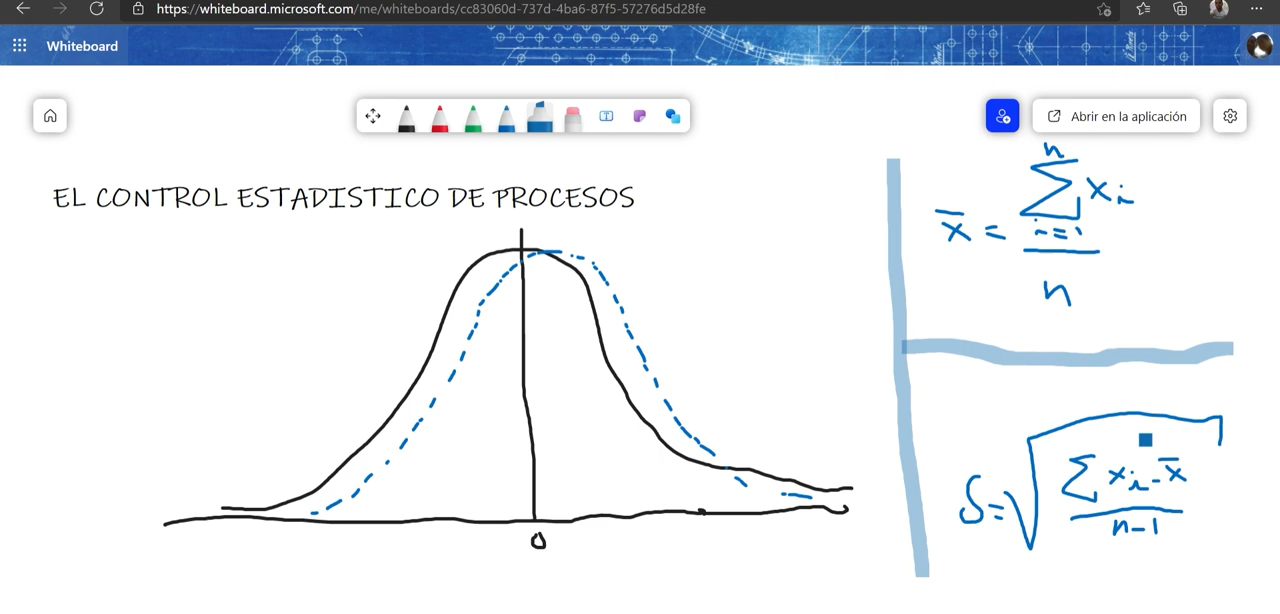 https://whiteboard.microsoft.com/me/whiteboards/cc83060d-737d-4ba6-87f5-57276d5d28fe
Whiteboard
Abrir en la aplicación
EL CONTROL ESTADISTICO DE PROCESOS
0
n
x̄ = ∑ xi
i=1
n
S=√ ∑ xi-x̄
n-1